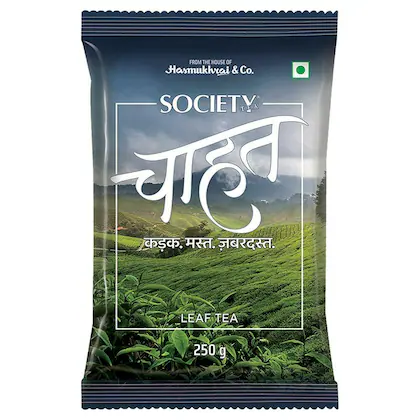 FROM THE HOUSE OF
Hasmukhrai & Co.
SOCIETY
चाहत
कड़क. मस्त. ज़बरदस्त.
LEAF TEA
250 g